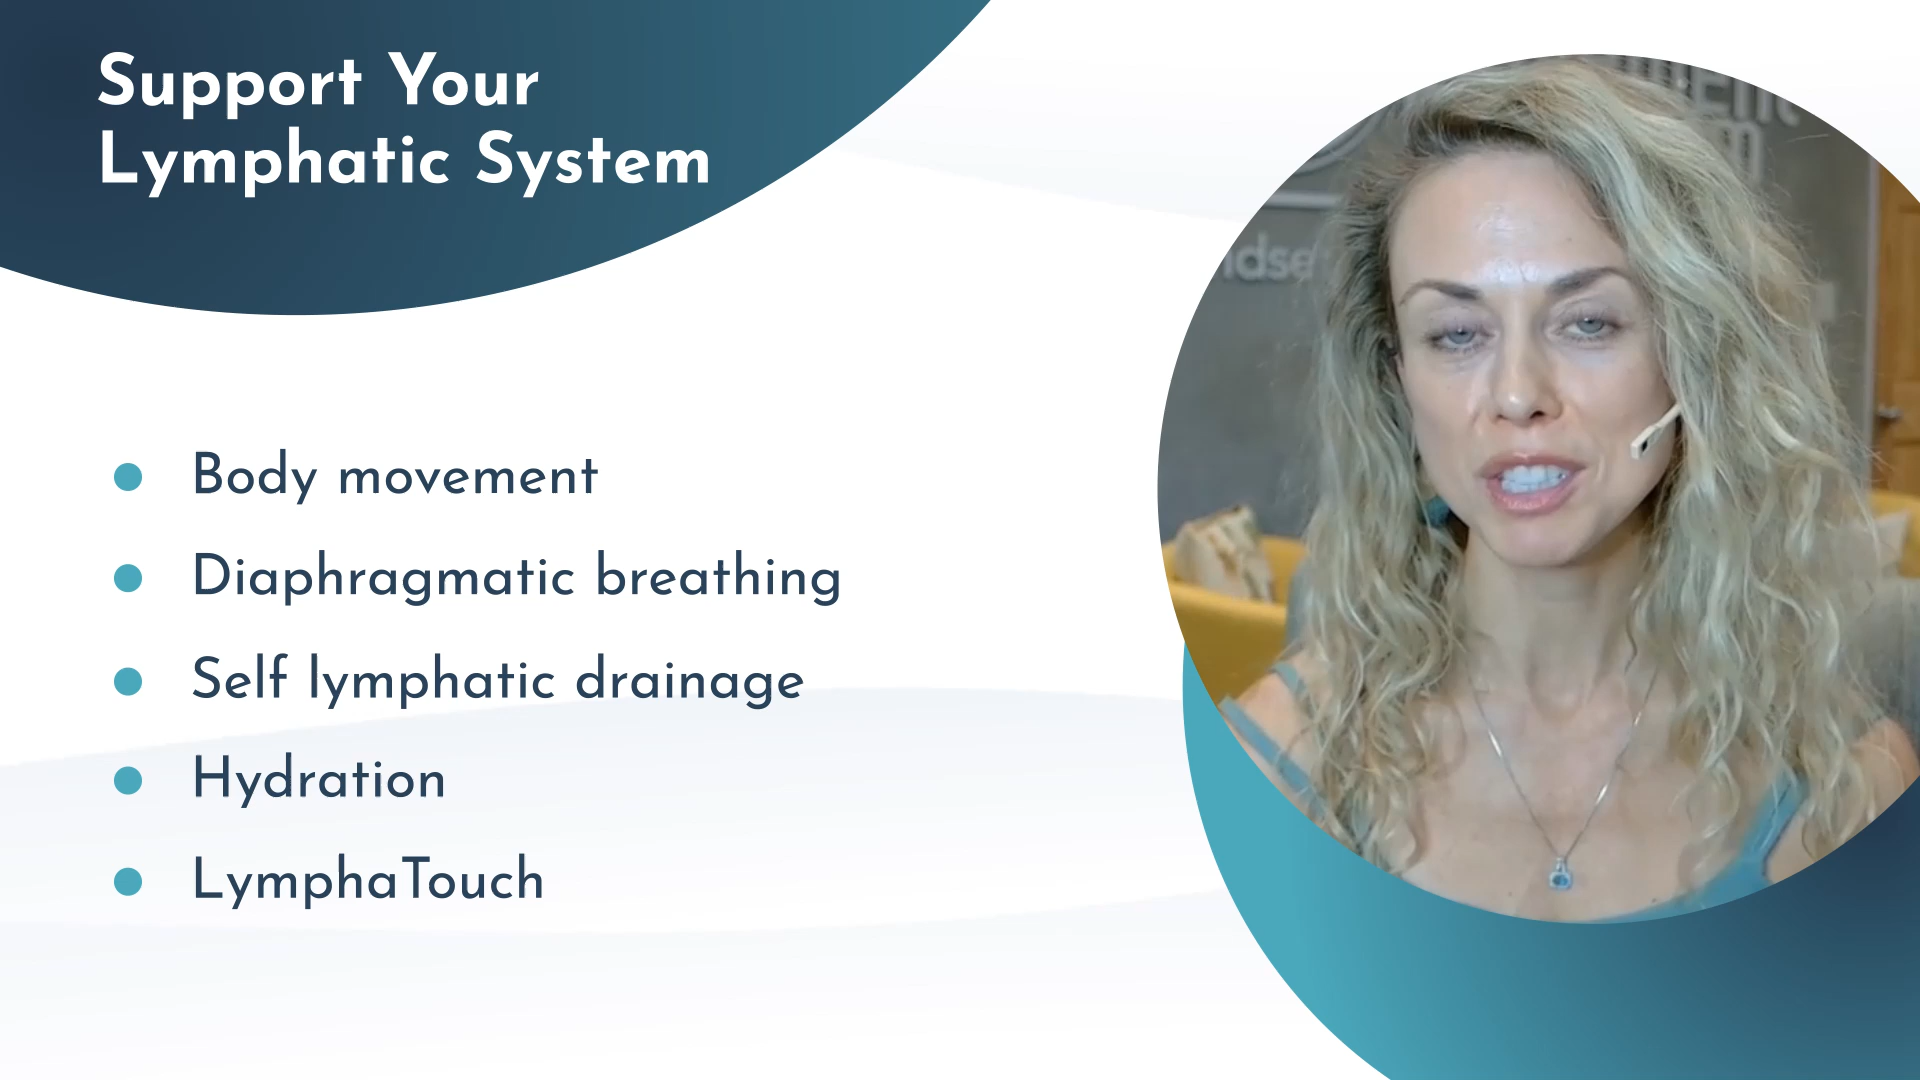 Support Your
Lymphatic System
Body movement
Diaphragmatic breathing
Self lymphatic drainage
Hydration
LymphaTouch